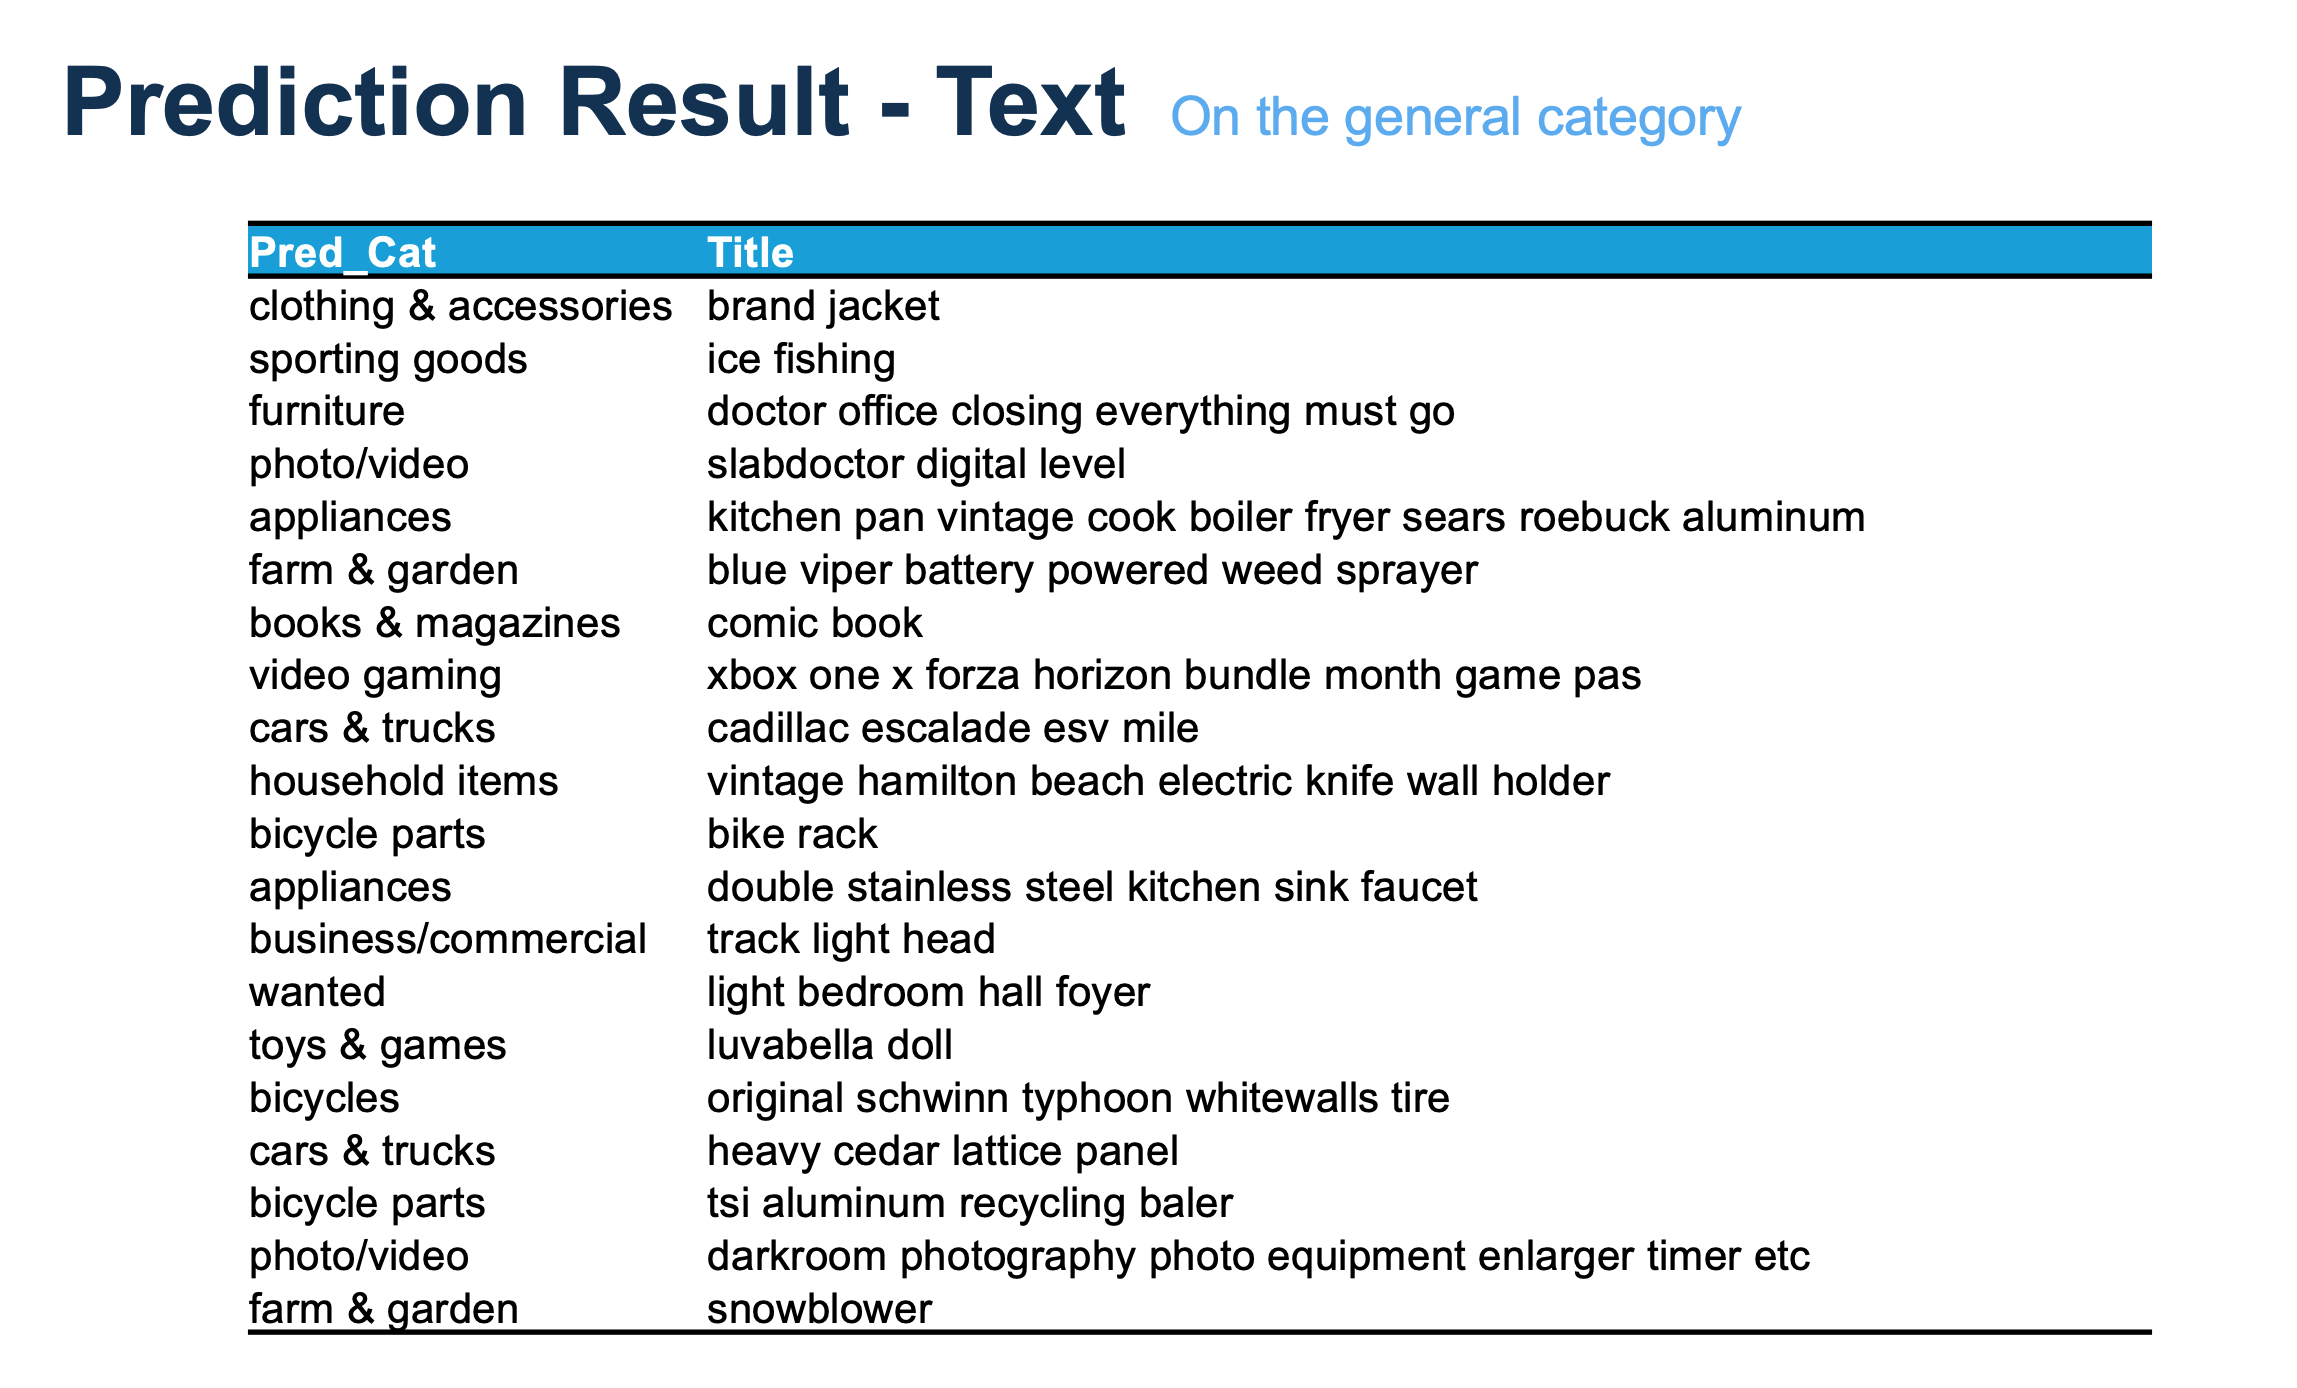 Prediction Result - Text On the general category
Pred_Cat Title
clothing & accessories brand jacket
sporting goods ice fishing
furniture doctor office closing everything must go
photo/video slabdoctor digital level
appliances kitchen pan vintage cook boiler fryer sears roebuck aluminum
farm & garden blue viper battery powered weed sprayer
books & magazines comic book
video gaming xbox one x forza horizon bundle month game pas
cars & trucks cadillac escalade esv mile
household items vintage hamilton beach electric knife wall holder
bicycle parts bike rack
appliances double stainless steel kitchen sink faucet
business/commercial track light head
wanted light bedroom hall foyer
toys & games luvabella doll
bicycles original schwinn typhoon whitewalls tire
cars & trucks heavy cedar lattice panel
bicycle parts tsi aluminum recycling baler
photo/video darkroom photography photo equipment enlarger timer etc
farm & garden snowblower